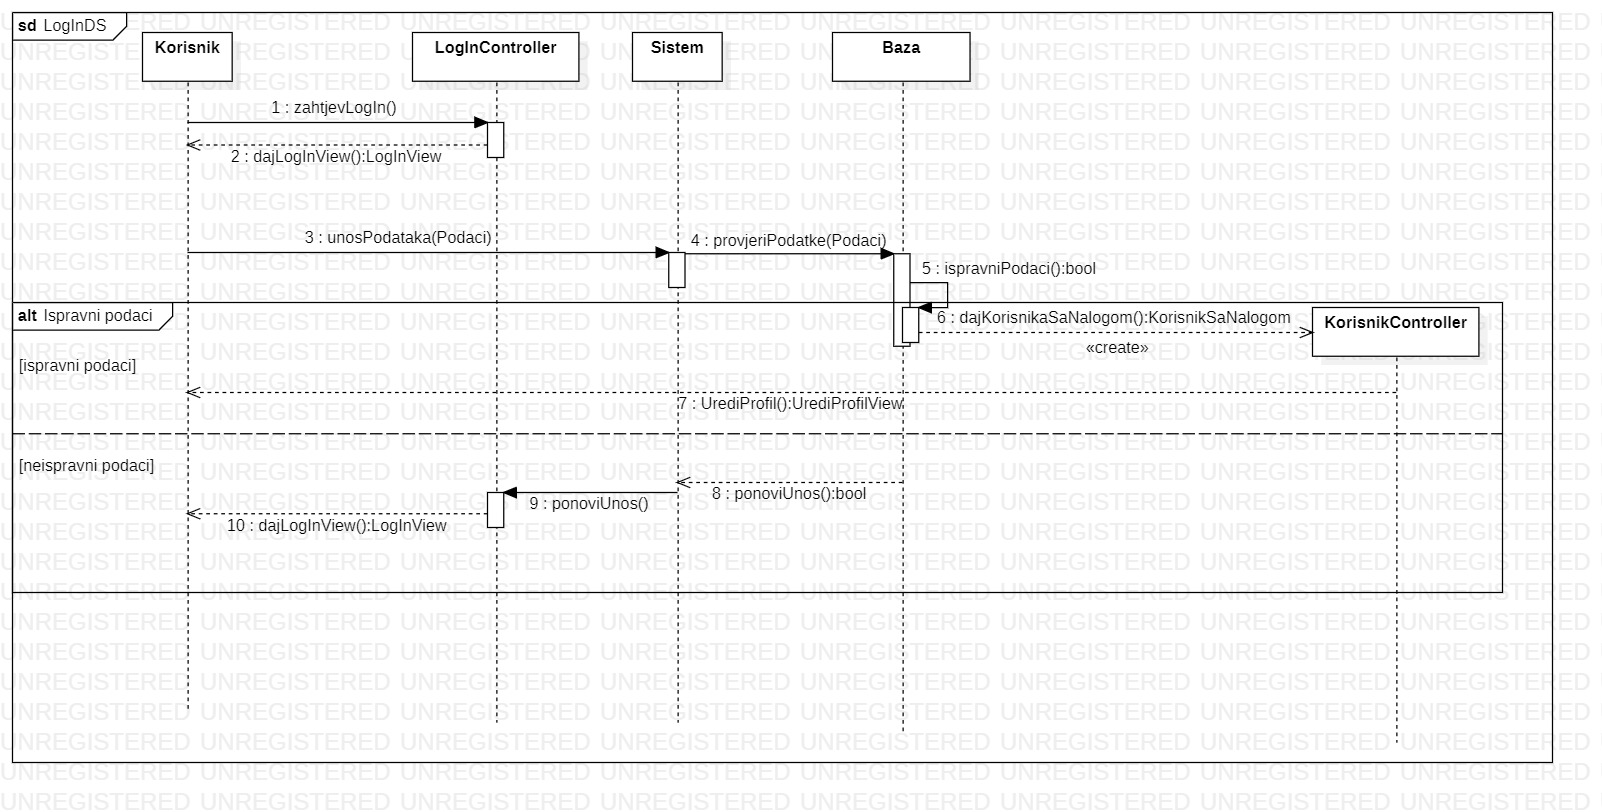 sd LogInDS
Korisnik
LogInController
Sistem
Baza
1 : zahtjevLogIn()
2 : dajLogInView():LogInView
3 : unosPodataka(Podaci)
4 : provjeriPodatke(Podaci)
5 : ispravniPodaci():bool
alt Ispravni podaci
6 : dajKorisnikaSaNalogom():KorisnikSaNalogom
«create»
KorisnikController
[ispravni podaci]
7 : UrediProfil():UrediProfilView
[neispravni podaci]
8 : ponoviUnos():bool
9 : ponoviUnos()
10 : dajLogInView():LogInView
UNREGISTERED